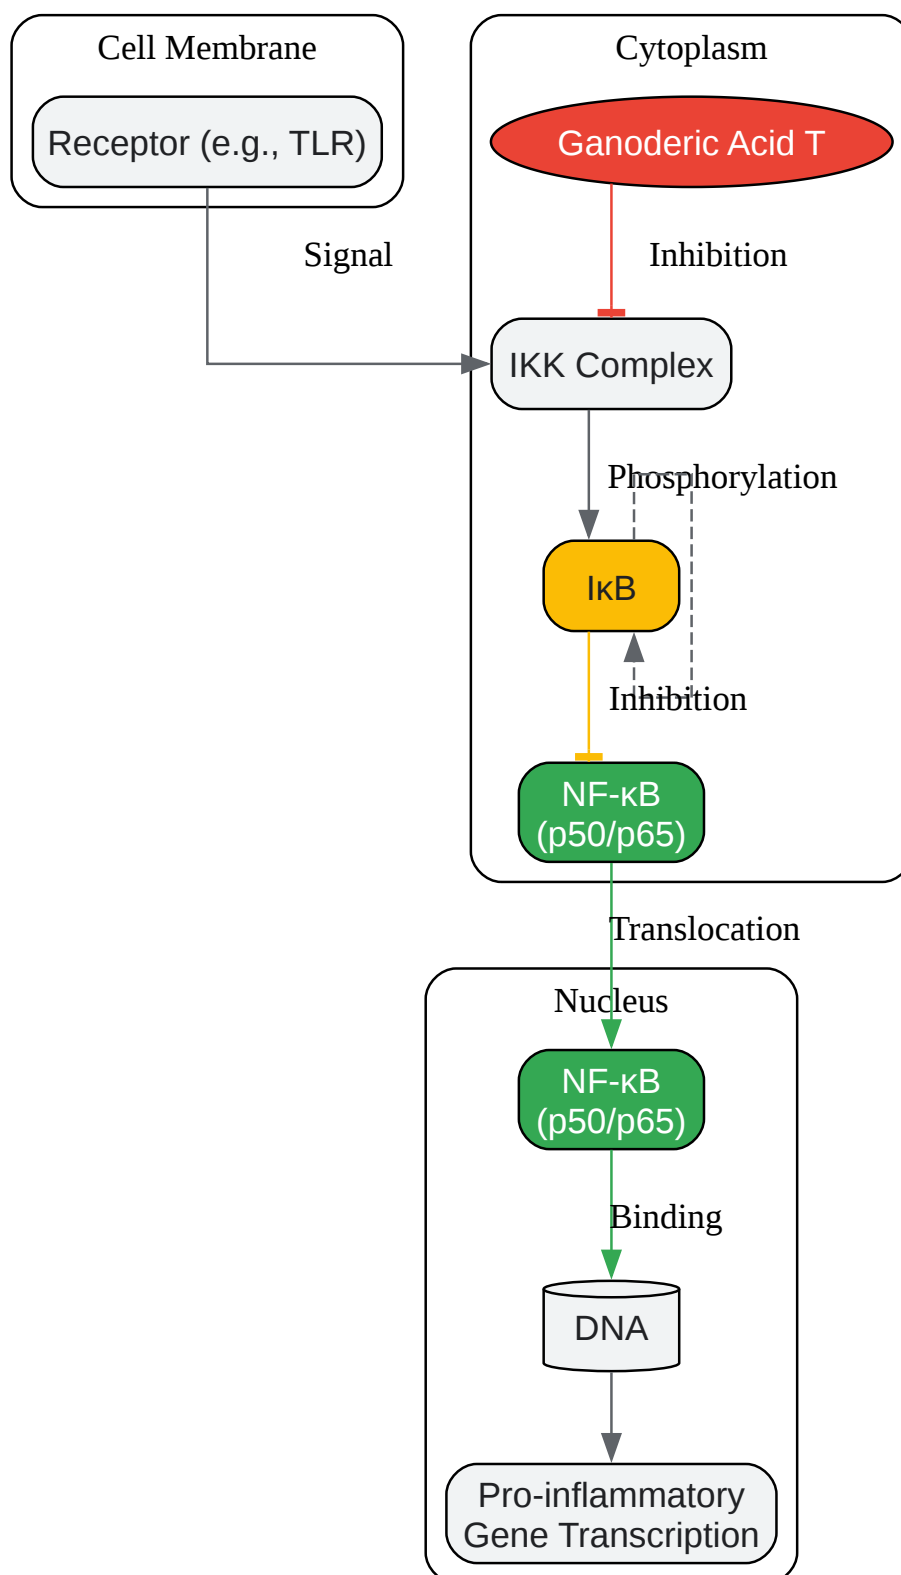 Cell Membrane
Receptor (e.g., TLR)
Cytoplasm
Ganoderic Acid T
Signal
Inhibition
IKK Complex
Phosphorylation
IκB
Inhibition
NF-κB
(p50/p65)
Translocation
Nucleus
NF-κB
(p50/p65)
Binding
DNA
Pro-inflammatory
Gene Transcription